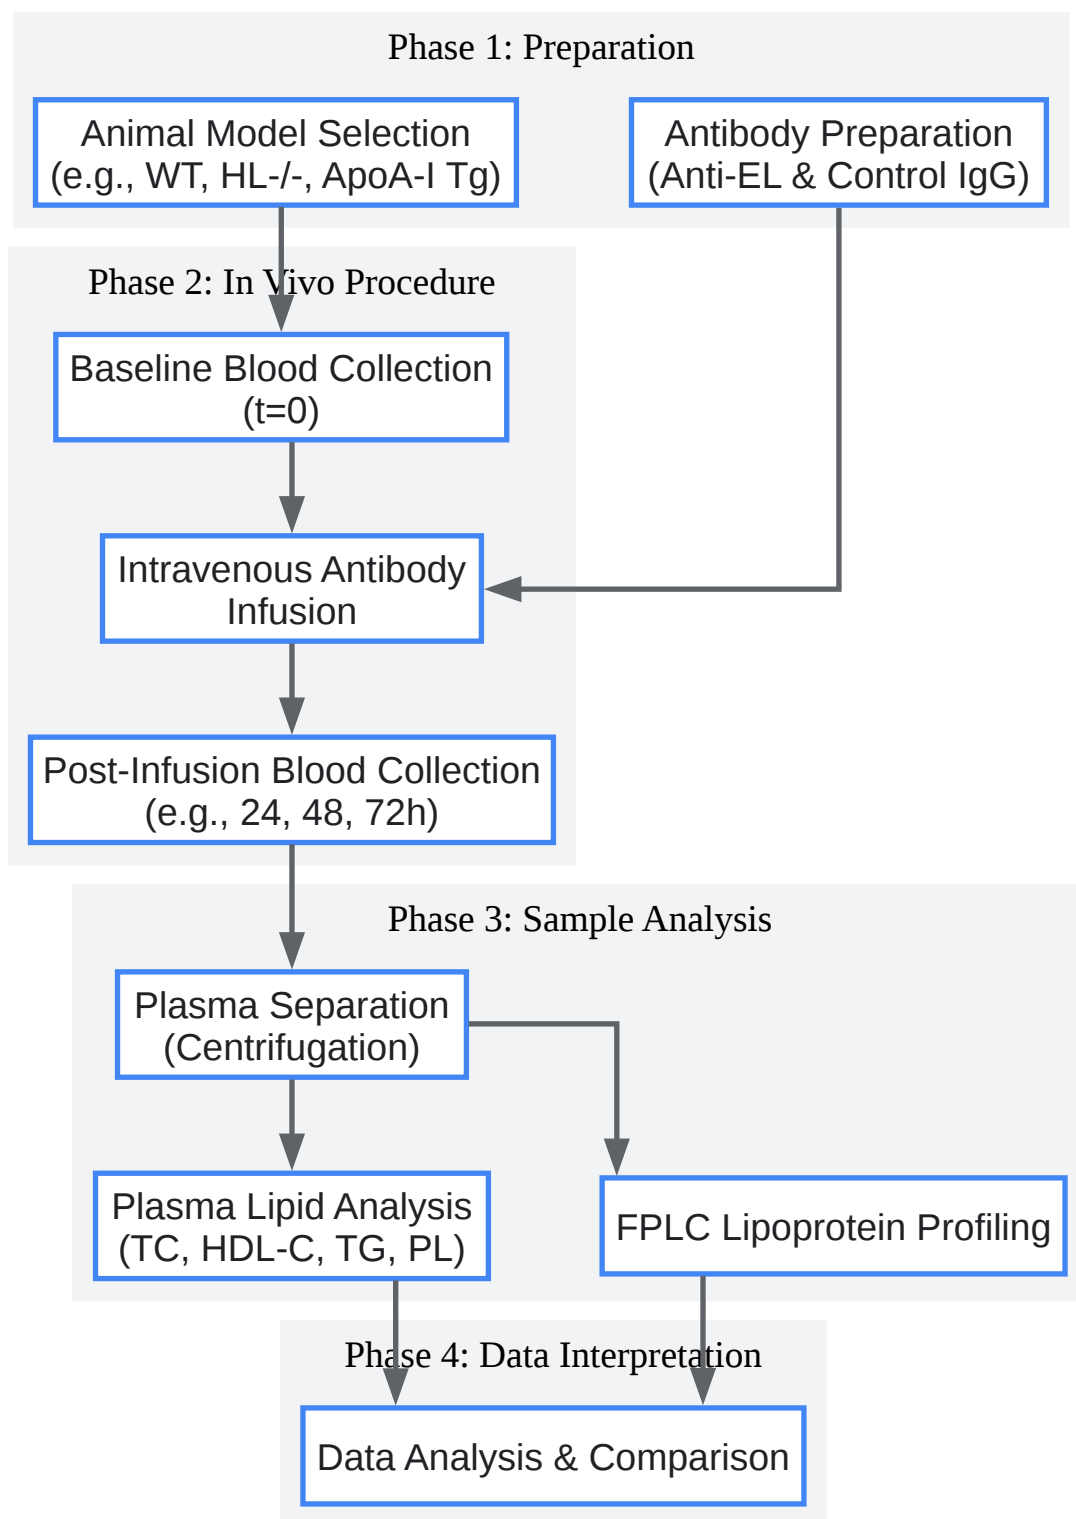 Phase 1: Preparation
Animal Model Selection
(e.g., WT, HL-/-, ApoA-I Tg)
Antibody Preparation
(Anti-EL & Control IgG)
Phase 2: In Vivo Procedure
Baseline Blood Collection
(t=0)
Intravenous Antibody
Infusion
Post-Infusion Blood Collection
(e.g., 24, 48, 72h)
Phase 3: Sample Analysis
Plasma Separation
(Centrifugation)
Plasma Lipid Analysis
(TC, HDL-C, TG, PL)
FPLC Lipoprotein Profiling
Phase 4: Data Interpretation
Data Analysis & Comparison